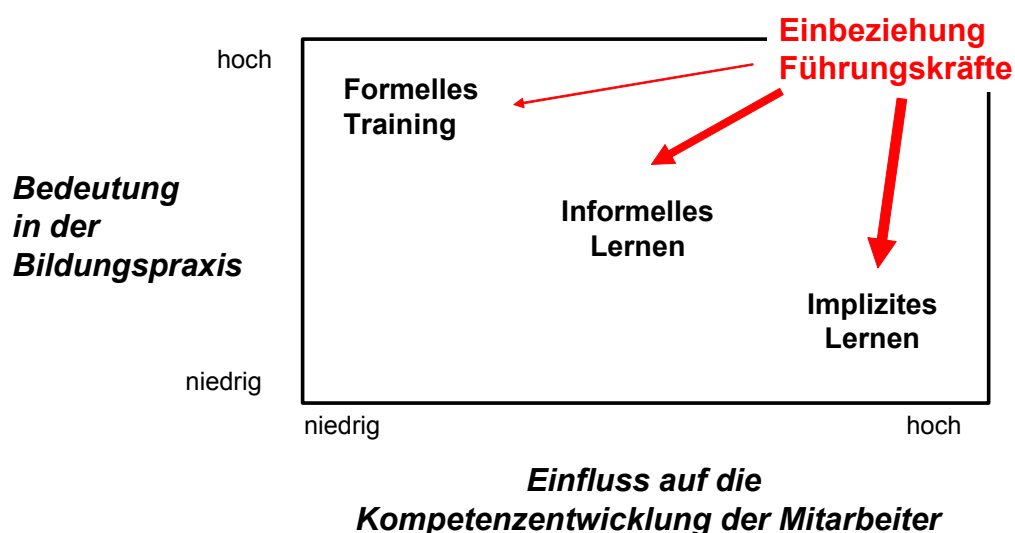 Einbeziehung
Führungskräfte
hoch
Formelles
Training
Bedeutung
in der
Bildungspraxis
Informelles
Lernen
Implizites
Lernen
niedrig
niedrig
hoch
Einfluss auf die
Kompetenzentwicklung der Mitarbeiter